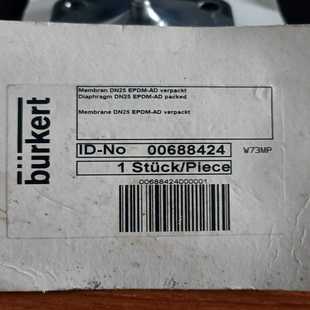 bürkert
Membran DN25 EPDM-AD verpackt
Diaphragm DN25 EPDM-AD packed
Membrane DN25 EPDM-AD verpackt
ID-No 00688424
W73MP
1 Stück/Piece
00688424000001